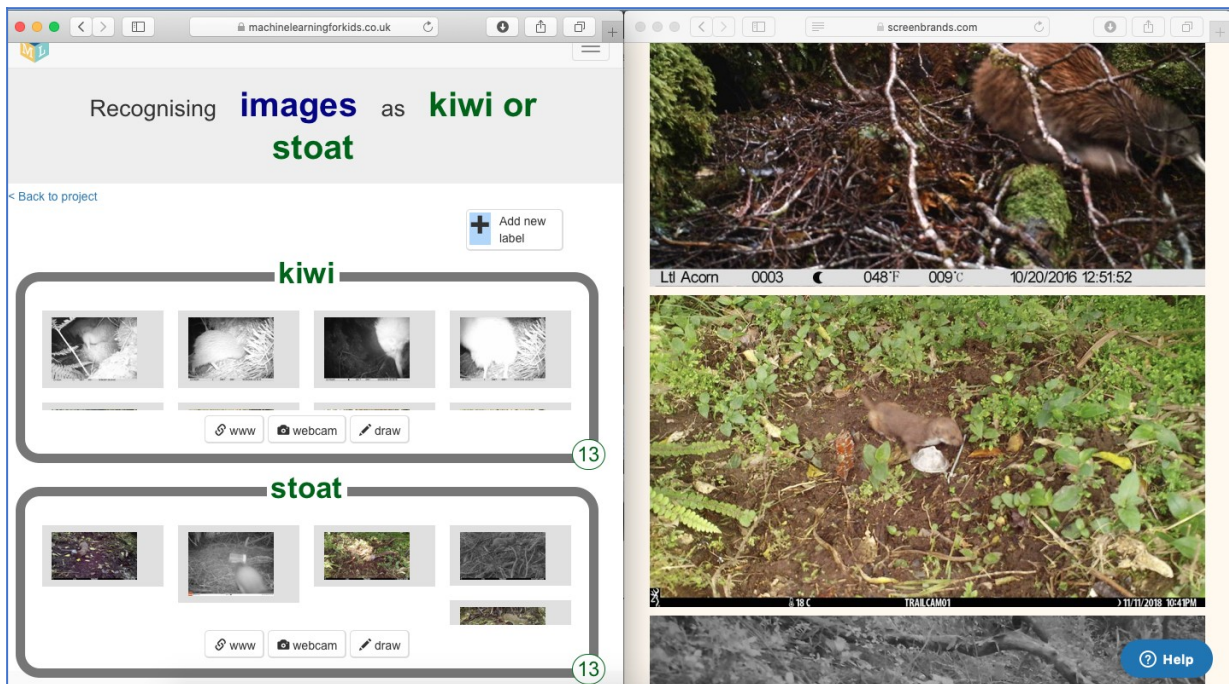 machinelearningforkids.co.uk
ML
Recognising images as kiwi or
stoat
< Back to project
Add new
label
kiwi
www webcam draw
13
stoat
www webcam draw
13
screenbrands.com
Ltl Acorn 0003 048°F 009°C 10/20/2016 12:51:52
18 C TRAILCAM01 11/11/2018 10:41PM
Help